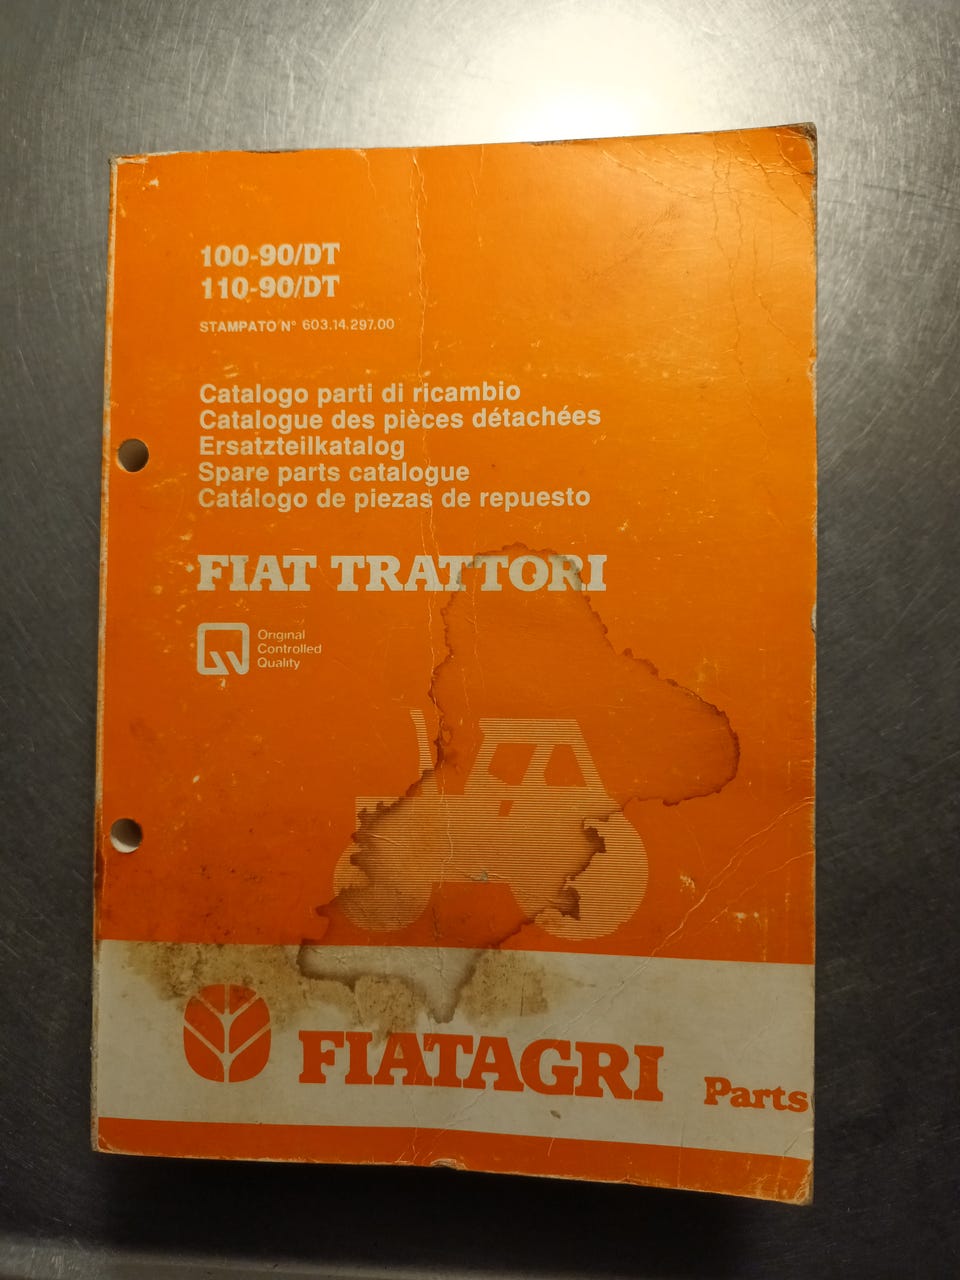 100-90/DT
110-90/DT
STAMPATO N° 603.14.297.00
Catalogo parti di ricambio
Catalogue des pièces détachées
Ersatzteilkatalog
Spare parts catalogue
Catálogo de piezas de repuesto
FIAT TRATTORI
Original
Controlled
Quality
FIATAGRI Parts